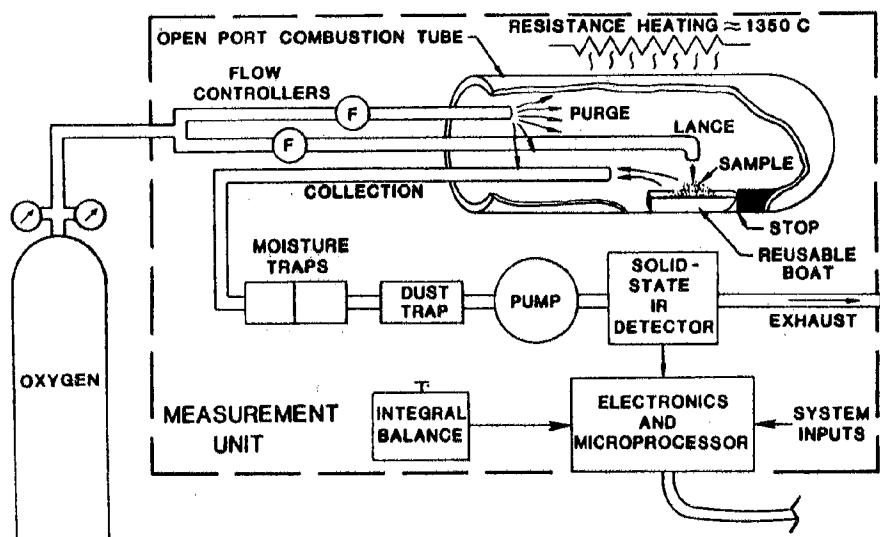 RESISTANCE HEATING ≈ 1350 C
OPEN PORT COMBUSTION TUBE
FLOW
CONTROLLERS
F
PURGE
F
LANCE
SAMPLE
COLLECTION
STOP
REUSABLE
BOAT
MOISTURE
TRAPS
DUST
TRAP
PUMP
SOLID-
STATE
IR
DETECTOR
EXHAUST
OXYGEN
MEASUREMENT
UNIT
INTEGRAL
BALANCE
ELECTRONICS
AND
MICROPROCESSOR
SYSTEM
INPUTS